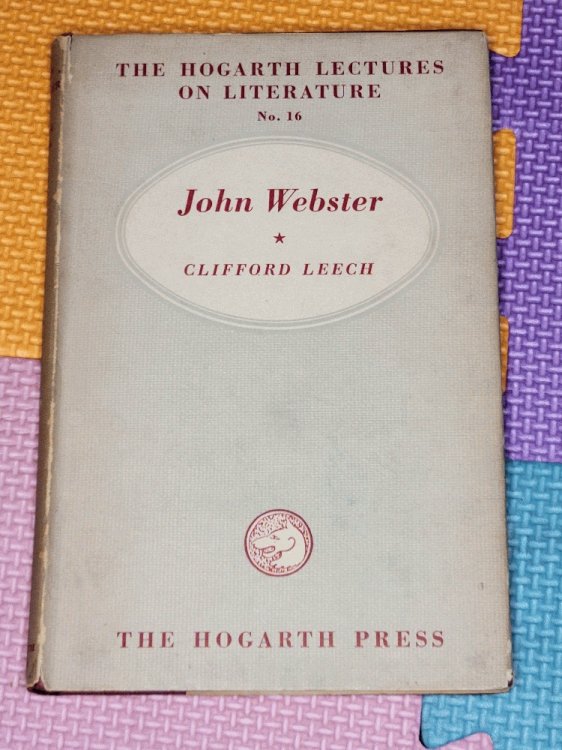 THE HOGARTH LECTURES
ON LITERATURE
No. 16
John Webster
★
CLIFFORD LEECH
THE HOGARTH PRESS